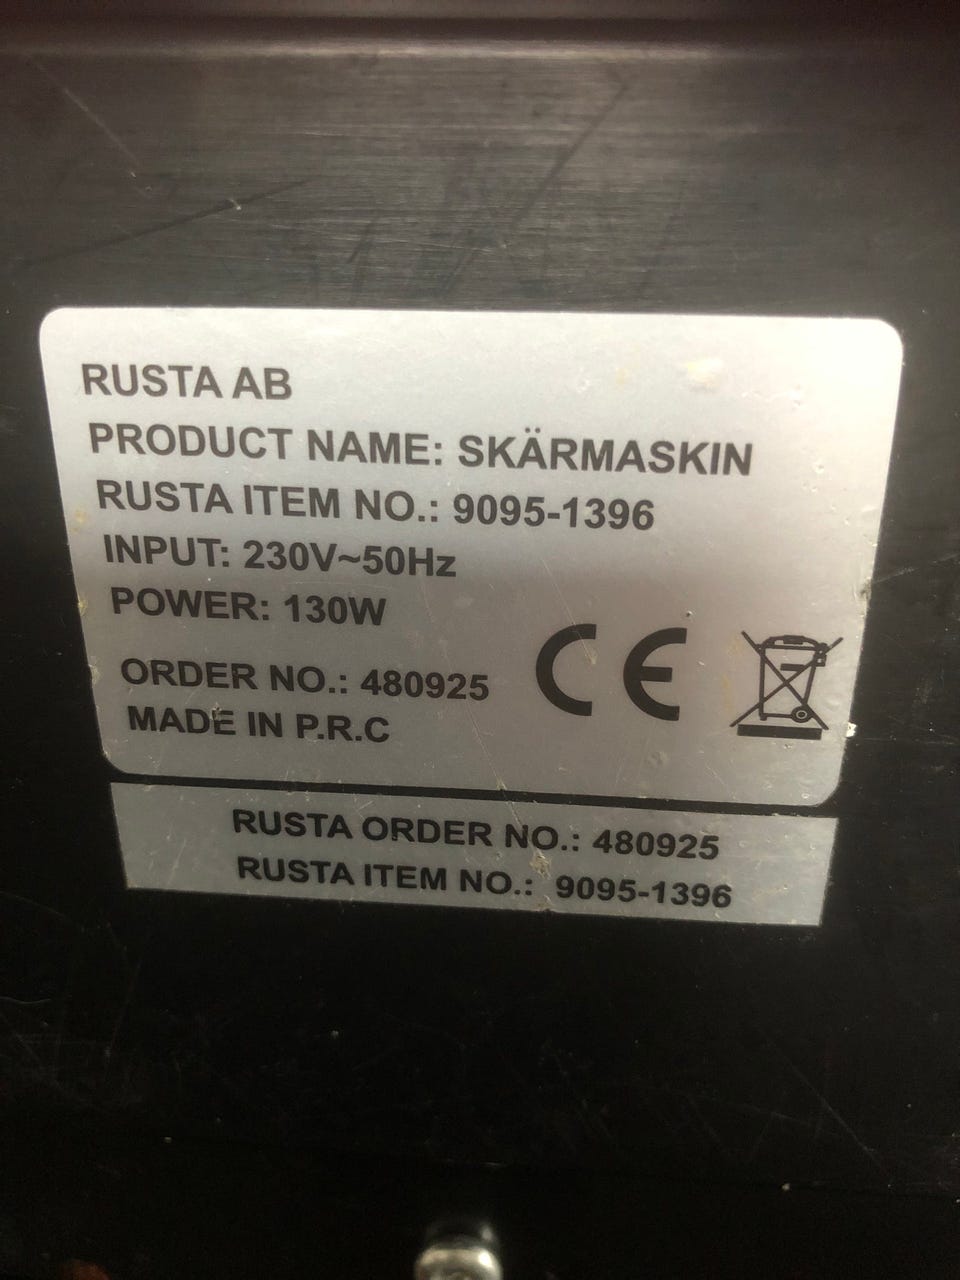 RUSTA AB
PRODUCT NAME: SKÄRMASKIN
RUSTA ITEM NO.: 9095-1396
INPUT: 230V~50Hz
POWER: 130W
ORDER NO.: 480925
MADE IN P.R.C
CE
RUSTA ORDER NO.: 480925
RUSTA ITEM NO.: 9095-1396